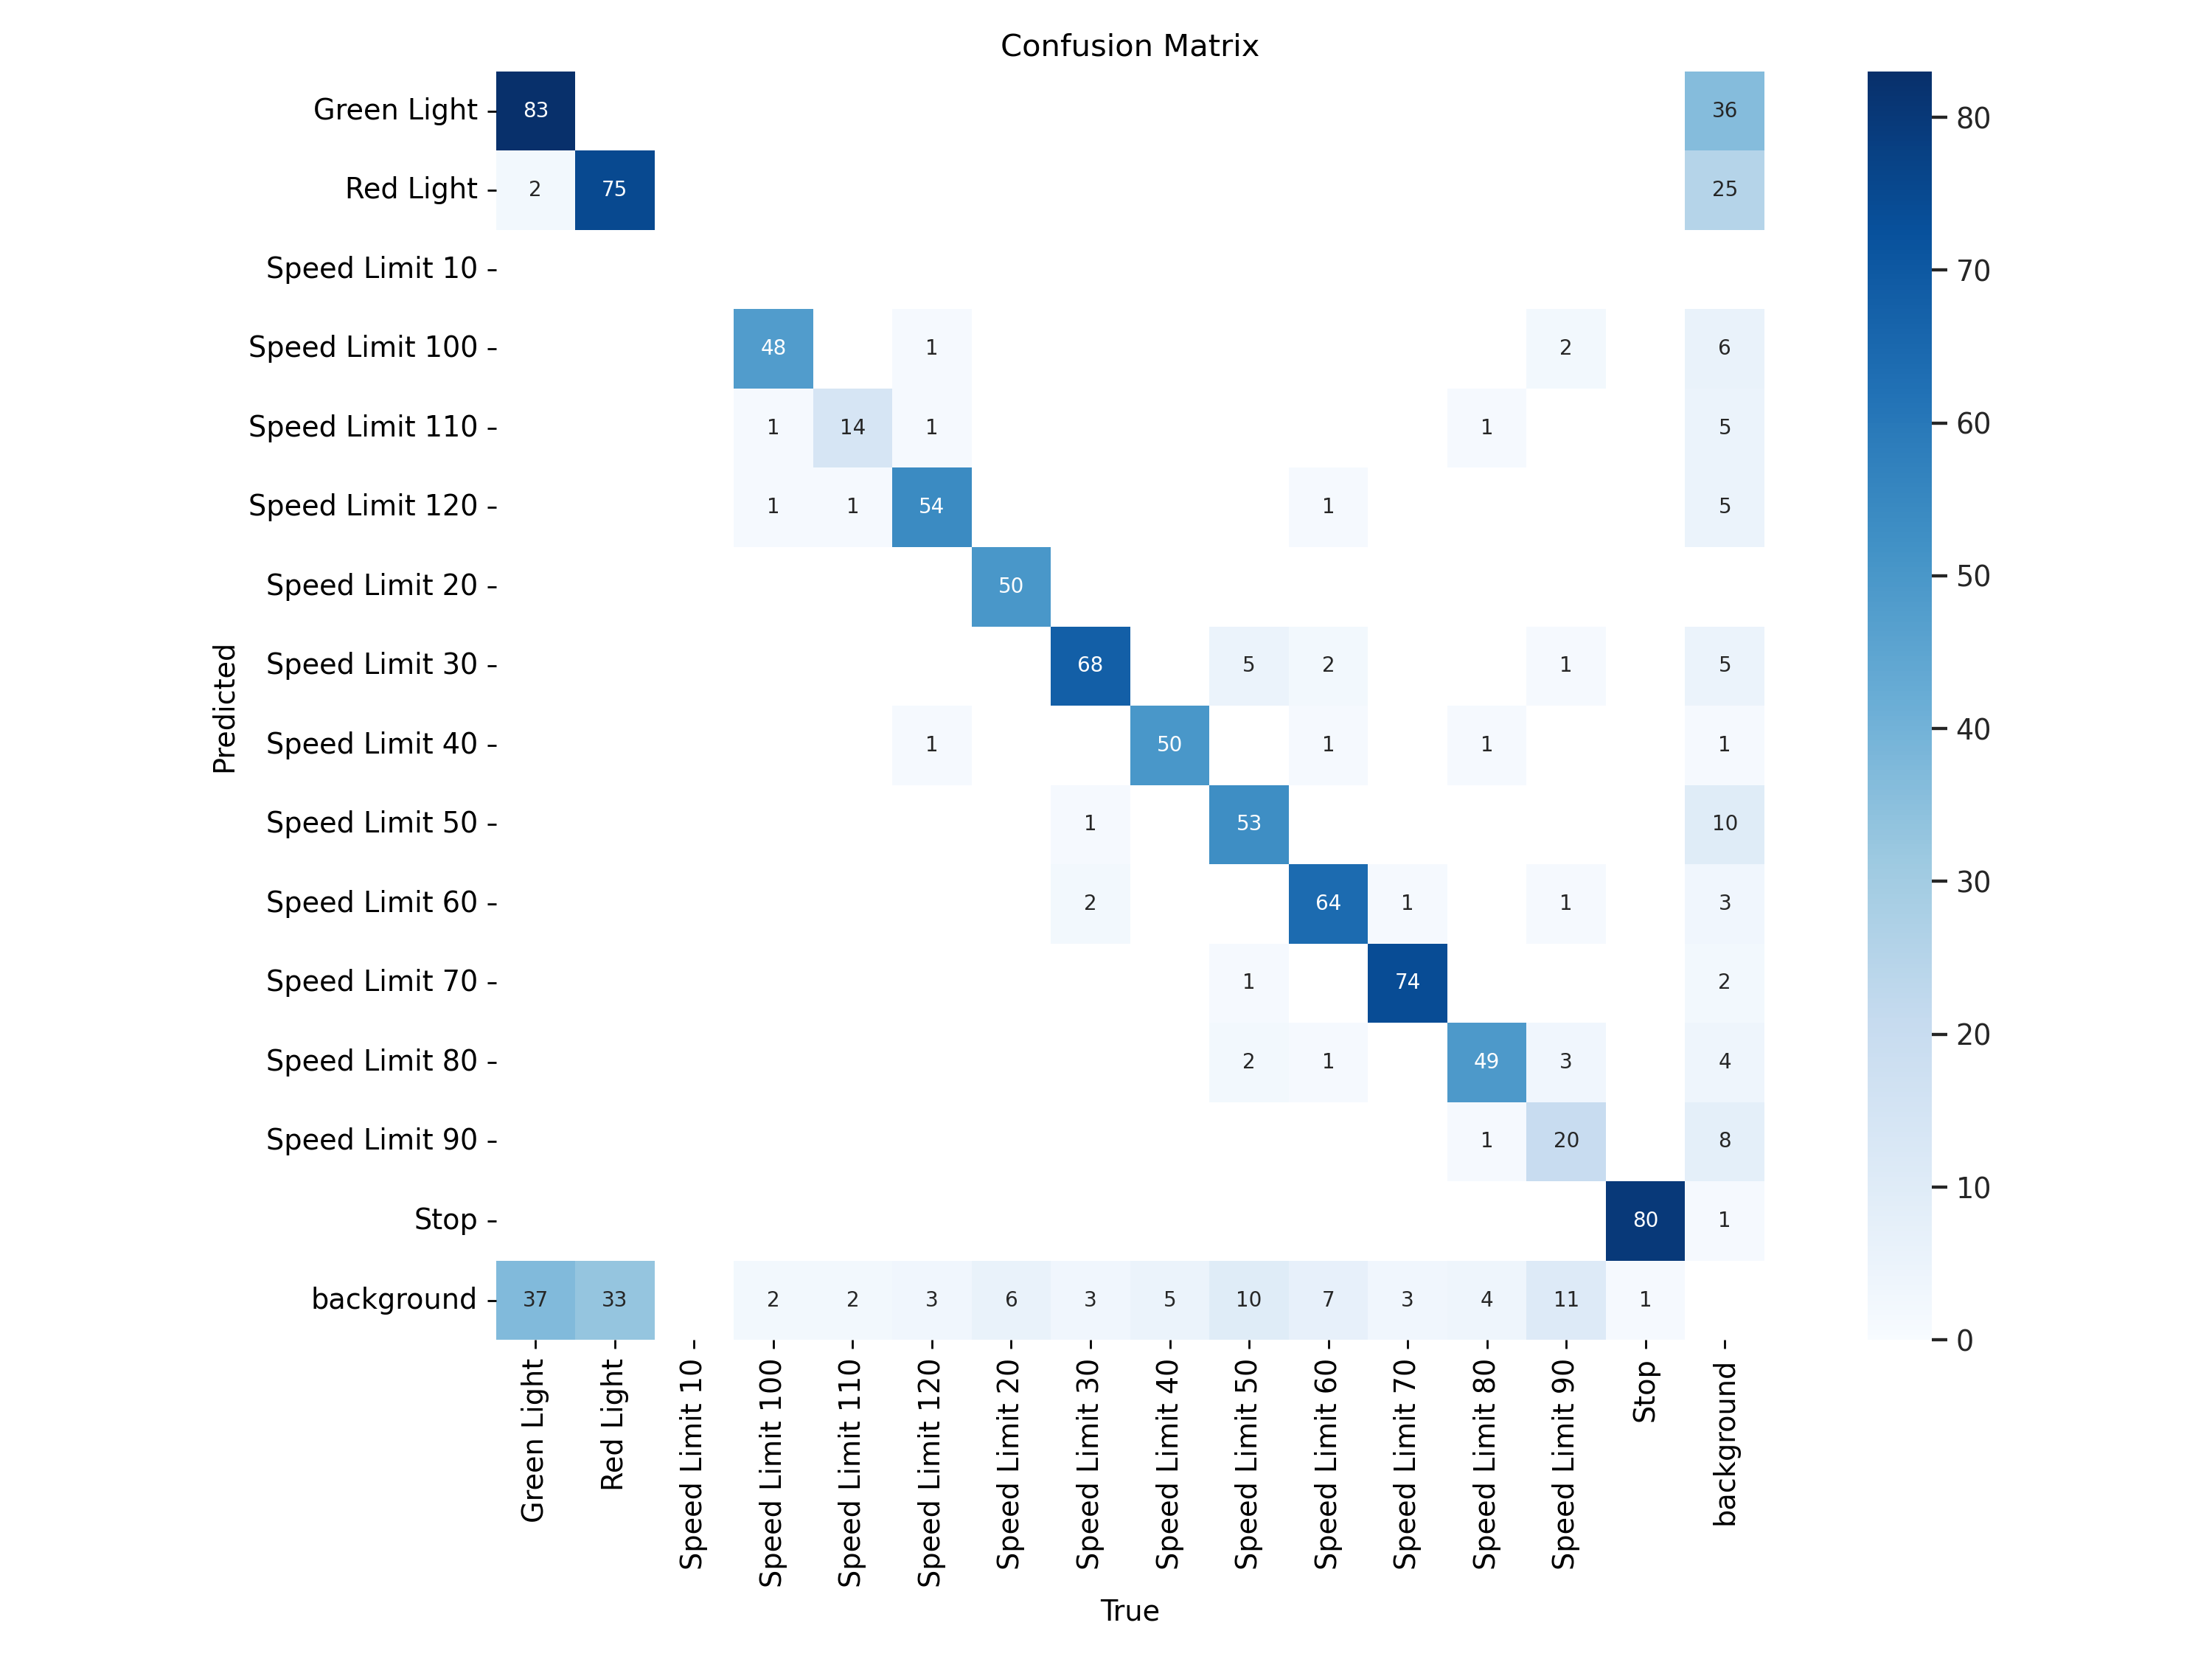 Confusion Matrix
Green Light 83 36
Red Light 2 75 25
Speed Limit 10
Speed Limit 100 48 1 2 6
Speed Limit 110 1 14 1 1 5
Speed Limit 120 1 1 54 1 5
Speed Limit 20 50
Speed Limit 30 68 5 2 1 5
Speed Limit 40 1 50 1 1 1
Speed Limit 50 1 53 10
Speed Limit 60 2 64 1 1 3
Speed Limit 70 1 74 2
Speed Limit 80 2 1 49 3 4
Speed Limit 90 1 20 8
Stop 80 1
background 37 33 2 2 3 6 3 5 10 7 3 4 11 1
Predicted
Green Light
Red Light
Speed Limit 10
Speed Limit 100
Speed Limit 110
Speed Limit 120
Speed Limit 20
Speed Limit 30
Speed Limit 40
Speed Limit 50
Speed Limit 60
Speed Limit 70
Speed Limit 80
Speed Limit 90
Stop
background
True
80
70
60
50
40
30
20
10
0